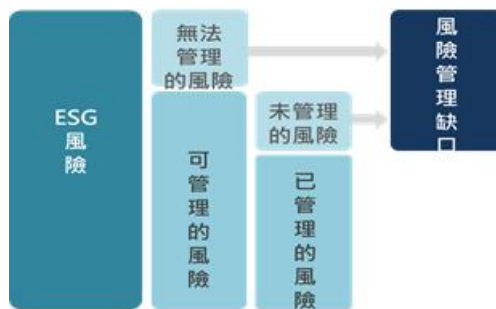 ESG
風
險
無法
管理
的風險
可
管
理
的
風
險
未管理
的風險
已
管
理
的
風
險
風
險
管
理
缺
口